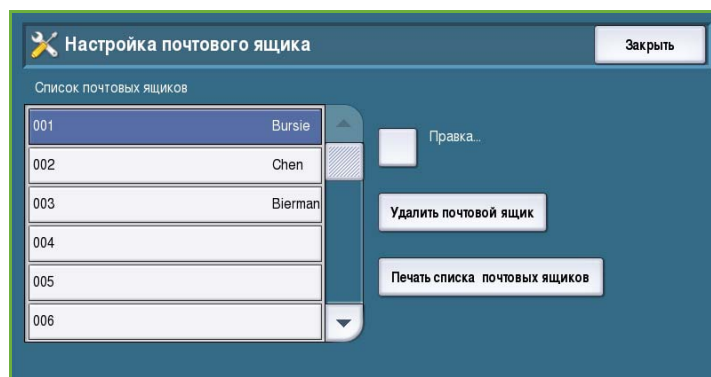 Настройка почтового ящика
Закрыть
Список почтовых ящиков
001 Bursie
002 Chen
003 Bierman
004
005
006
Правка...
Удалить почтовой ящик
Печать списка почтовых ящиков